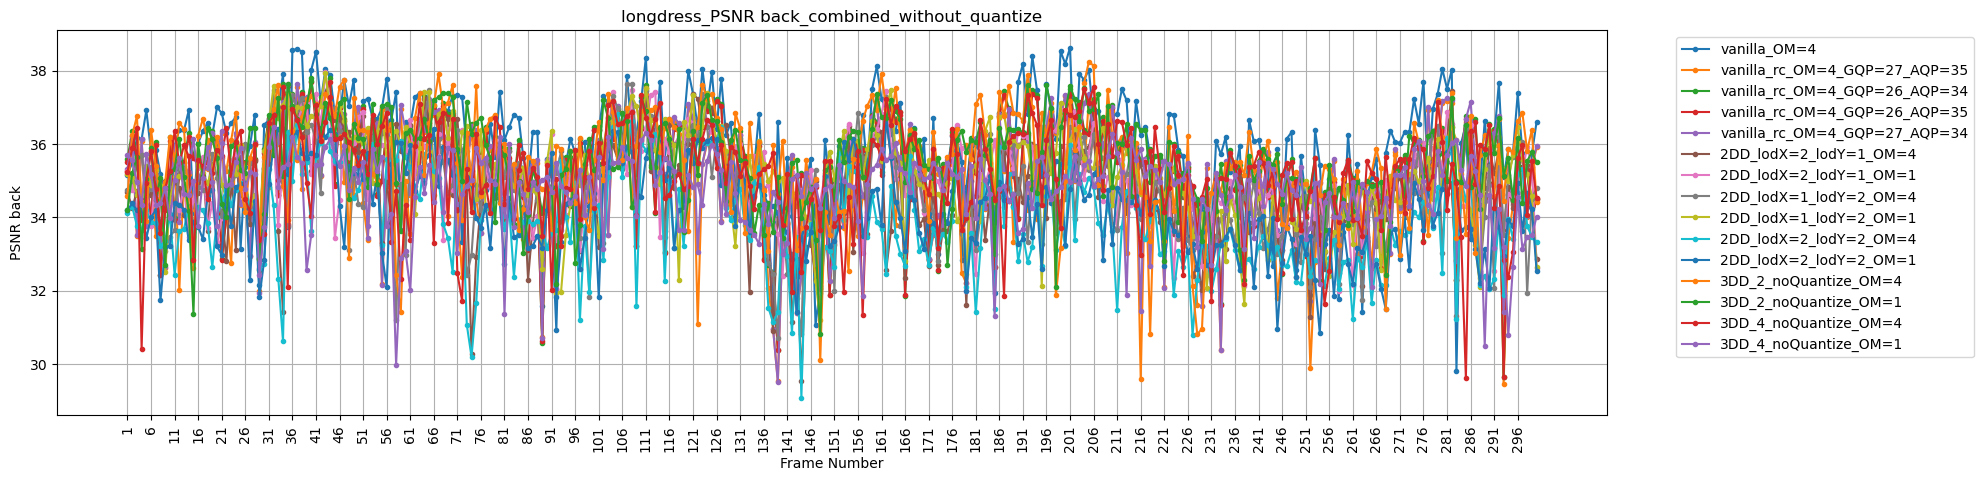 longdress_PSNR back_combined_without_quantize
PSNR back
38
36
34
32
30
1 6 11 16 21 26 31 36 41 46 51 56 61 66 71 76 81 86 91 96 101 106 111 116 121 126 131 136 141 146 151 156 161 166 171 176 181 186 191 196 201 206 211 216 221 226 231 236 241 246 251 256 261 266 271 276 281 286 291 296
Frame Number
vanilla_OM=4
vanilla_rc_OM=4_GQP=27_AQP=35
vanilla_rc_OM=4_GQP=26_AQP=34
vanilla_rc_OM=4_GQP=26_AQP=35
vanilla_rc_OM=4_GQP=27_AQP=34
2DD_lodX=2_lodY=1_OM=4
2DD_lodX=2_lodY=1_OM=1
2DD_lodX=1_lodY=2_OM=4
2DD_lodX=1_lodY=2_OM=1
2DD_lodX=2_lodY=2_OM=4
2DD_lodX=2_lodY=2_OM=1
3DD_2_noQuantize_OM=4
3DD_2_noQuantize_OM=1
3DD_4_noQuantize_OM=4
3DD_4_noQuantize_OM=1